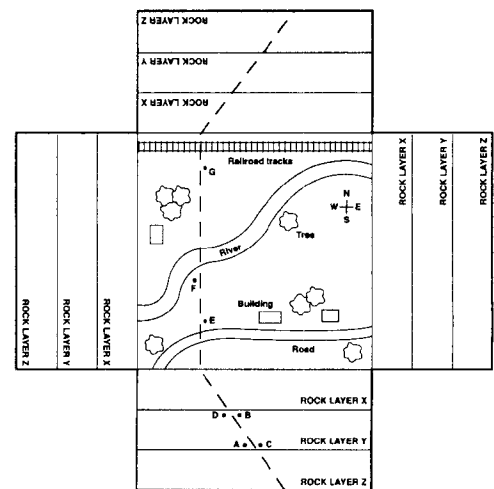 ROCK LAYER Z
ROCK LAYER Y
ROCK LAYER X
Railroad tracks
G
N
W E
S
Tree
River
F
Building
E
Road
ROCK LAYER Z
ROCK LAYER Y
ROCK LAYER X
ROCK LAYER X
ROCK LAYER Y
ROCK LAYER Z
ROCK LAYER X
D B
A C
ROCK LAYER Y
ROCK LAYER Z